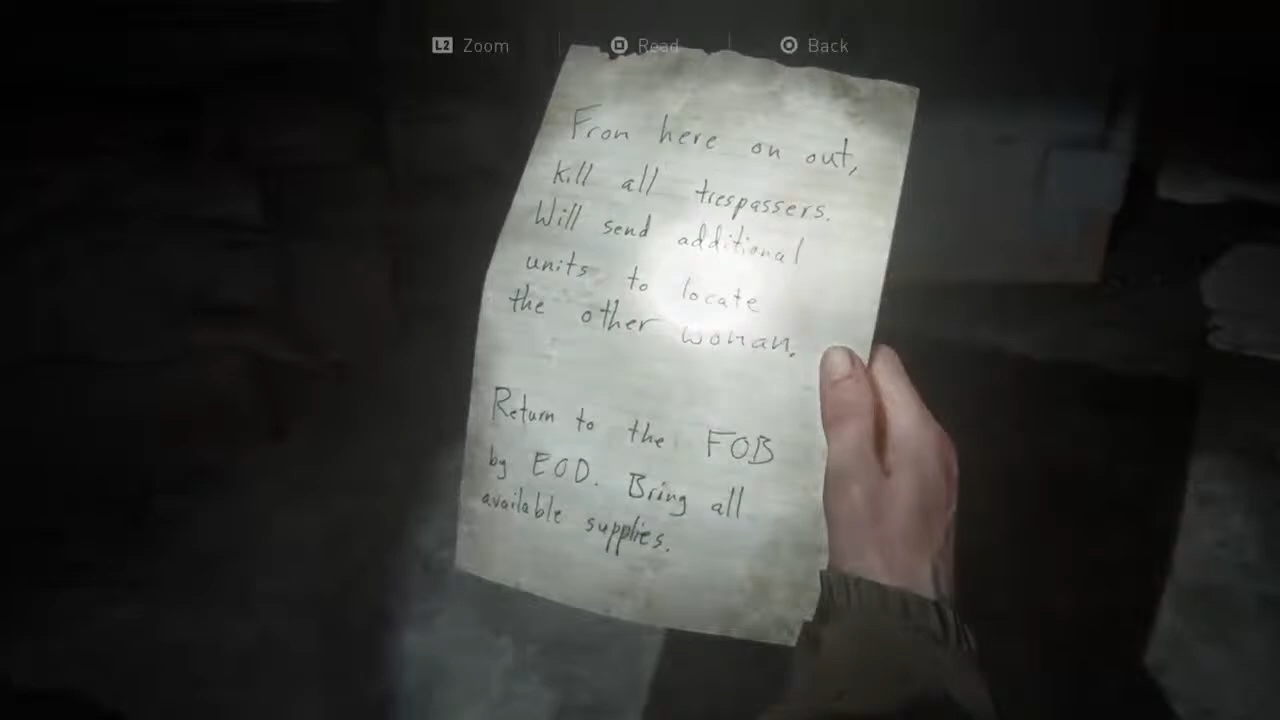 L2 Zoom Read Back
From here on out,
kill all trespassers.
Will send additional
units to locate
the other woman.
Return to the FOB
by EOD. Bring all
available supplies.